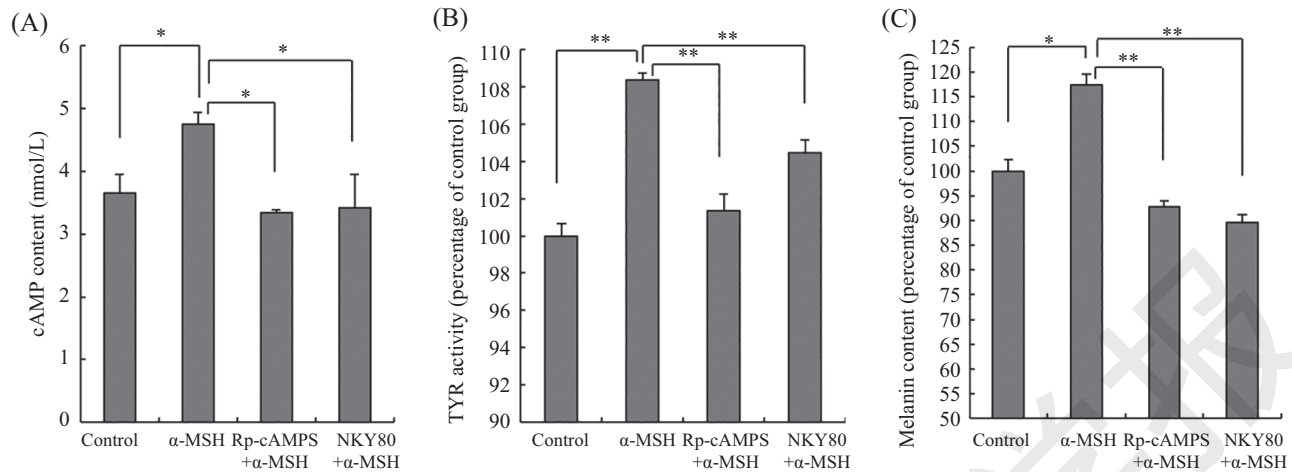 (A)
6
5
4
3
2
1
0
cAMP content (nmol/L)
*
*
*
Control
α-MSH
Rp-cAMPS
+α-MSH
NKY80
+α-MSH
(B)
110
108
106
104
102
100
98
96
94
92
90
TYR activity (percentage of control group)
**
**
**
Control
α-MSH
Rp-cAMPS
+α-MSH
NKY80
+α-MSH
(C)
125
120
115
110
105
100
95
90
85
80
75
70
65
60
55
50
Melanin content (percentage of control group)
*
**
**
Control
α-MSH
Rp-cAMPS
+α-MSH
NKY80
+α-MSH
学报